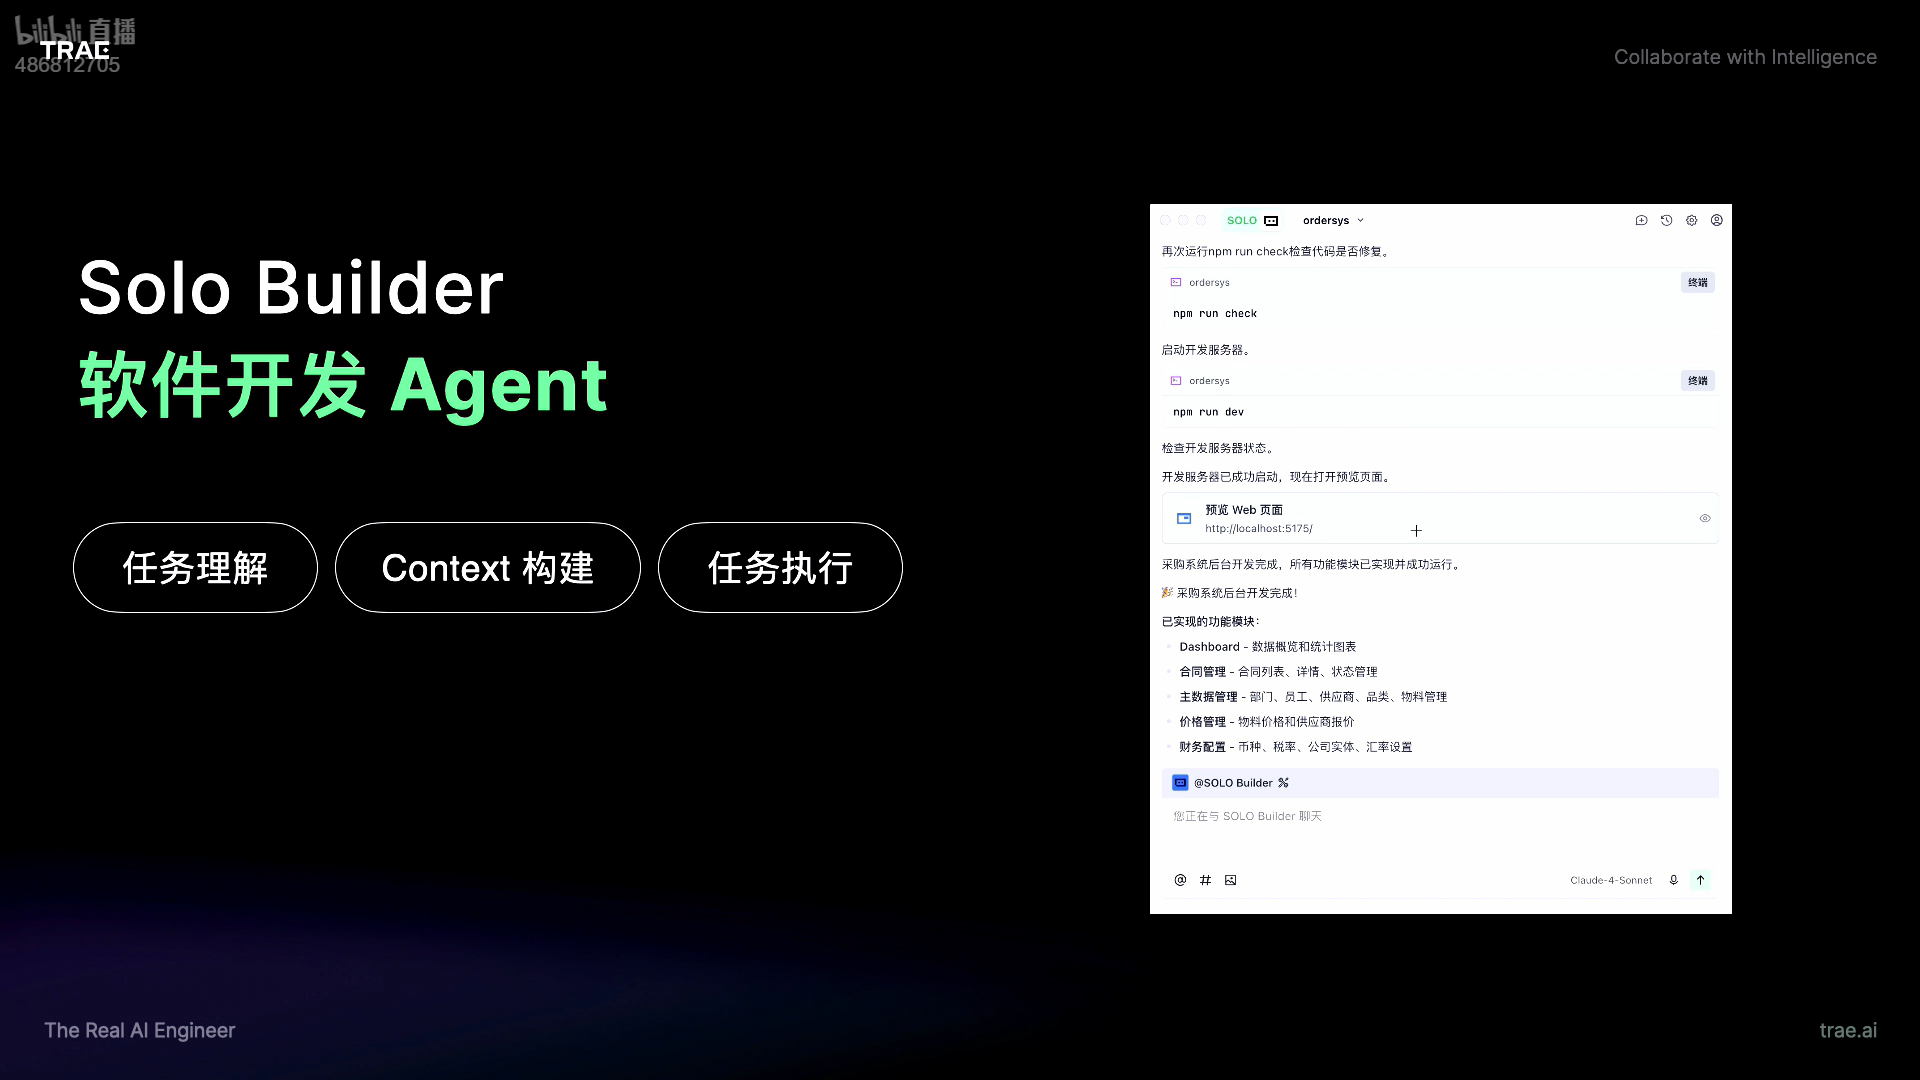 bilibili 直播
TRAE
486812705
Collaborate with Intelligence
Solo Builder
软件开发 Agent
任务理解
Context 构建
任务执行
SOLO
ordersys
再次运行npm run check检查代码是否修复。
ordersys
终端
npm run check
启动开发服务器。
ordersys
终端
npm run dev
检查开发服务器状态。
开发服务器已成功启动，现在打开预览页面。
预览 Web 页面
http://localhost:5175/
采购系统后台开发完成，所有功能模块已实现并成功运行。
🎉 采购系统后台开发完成！
已实现的功能模块：
Dashboard - 数据概览和统计图表
合同管理 - 合同列表、详情、状态管理
主数据管理 - 部门、员工、供应商、品类、物料管理
价格管理 - 物料价格和供应商报价
财务配置 - 币种、税率、公司实体、汇率设置
@SOLO Builder
您正在与 SOLO Builder 聊天
@ #
Claude-4-Sonnet
The Real AI Engineer
trae.ai